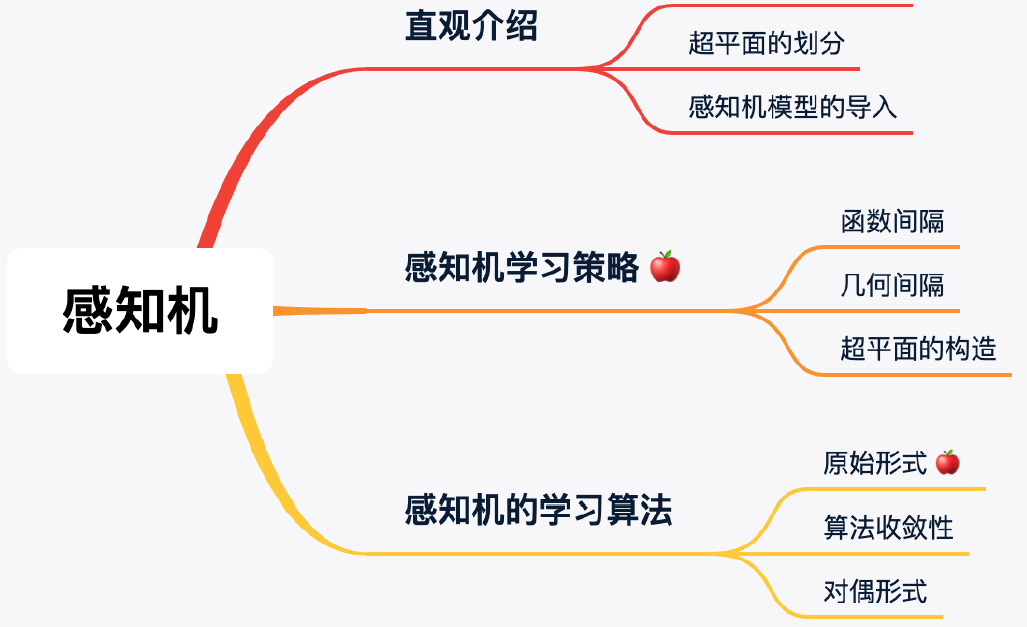 感知机
直观介绍
超平面的划分
感知机模型的导入
感知机学习策略 🍎
函数间隔
几何间隔
超平面的构造
感知机的学习算法
原始形式 🍎
算法收敛性
对偶形式